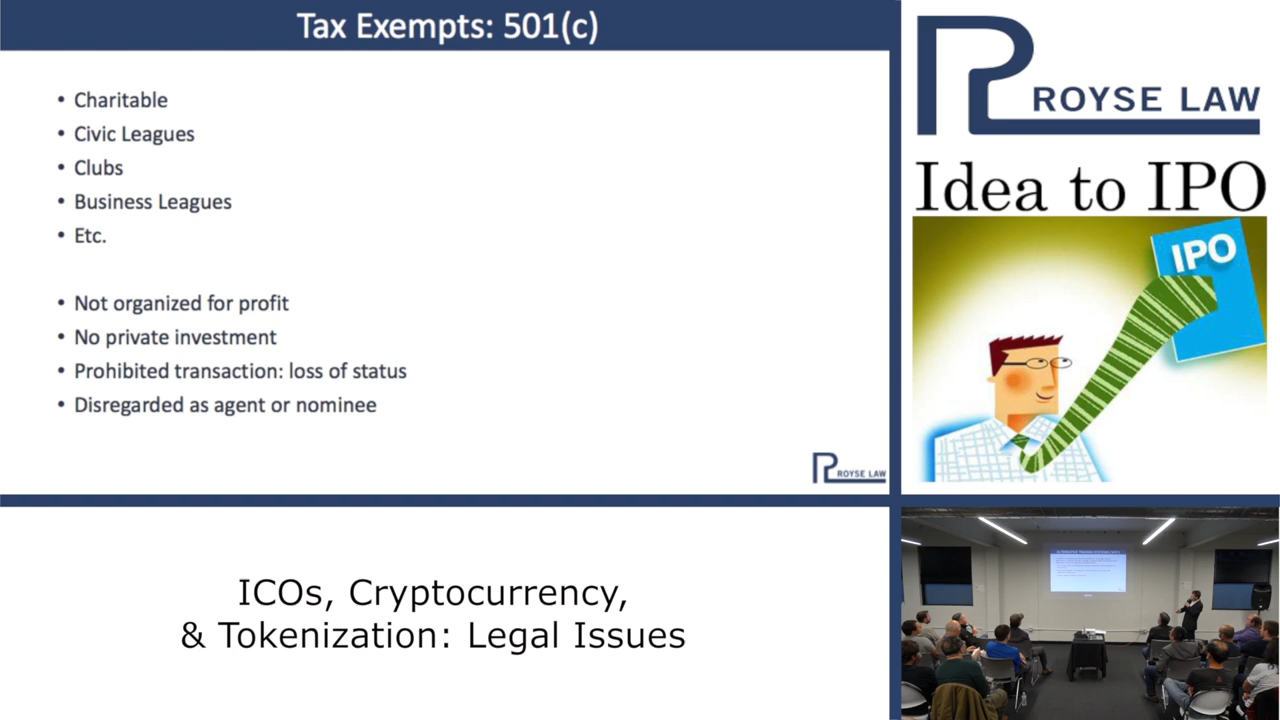 Tax Exempts: 501(c)
• Charitable
• Civic Leagues
• Clubs
• Business Leagues
• Etc.
• Not organized for profit
• No private investment
• Prohibited transaction: loss of status
• Disregarded as agent or nominee
ROYSE LAW
ROYSE LAW
Idea to IPO
IPO
ICOs, Cryptocurrency,
& Tokenization: Legal Issues